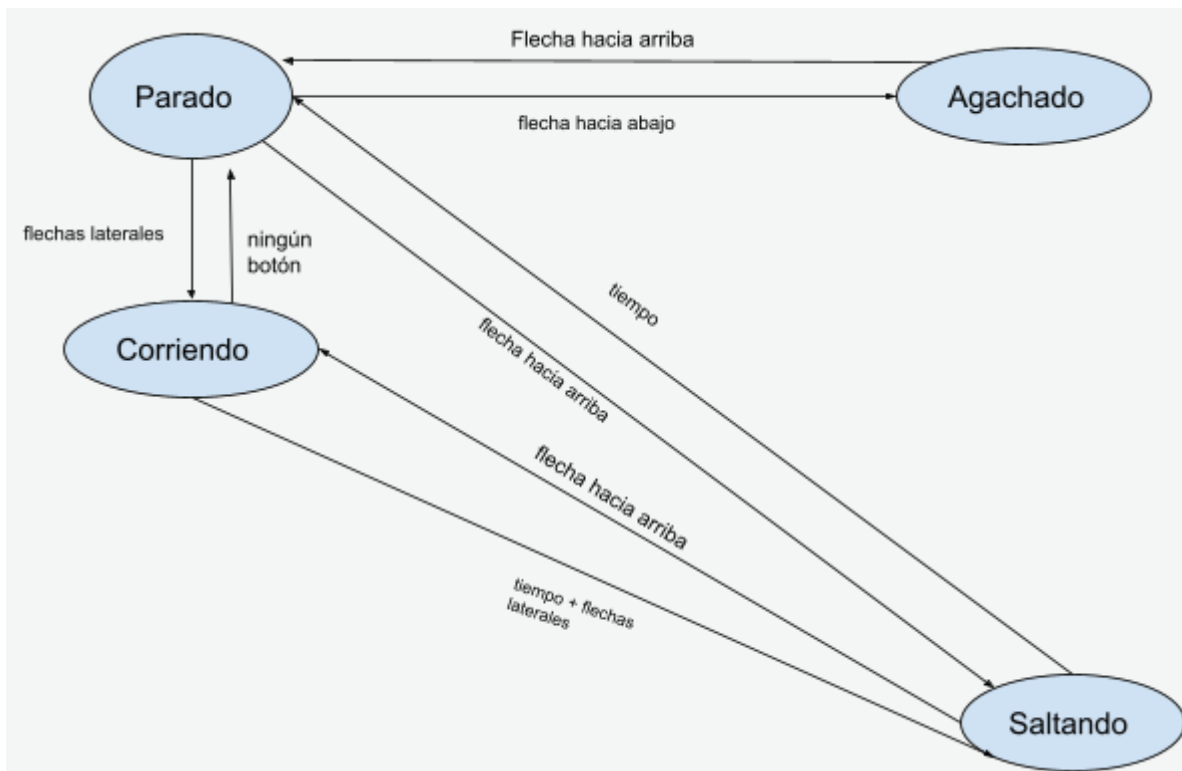 Flecha hacia arriba
Parado
Agachado
flecha hacia abajo
flechas laterales
ningún
botón
tiempo
flecha hacia arriba
Corriendo
flecha hacia arriba
tiempo + flechas
laterales
Saltando